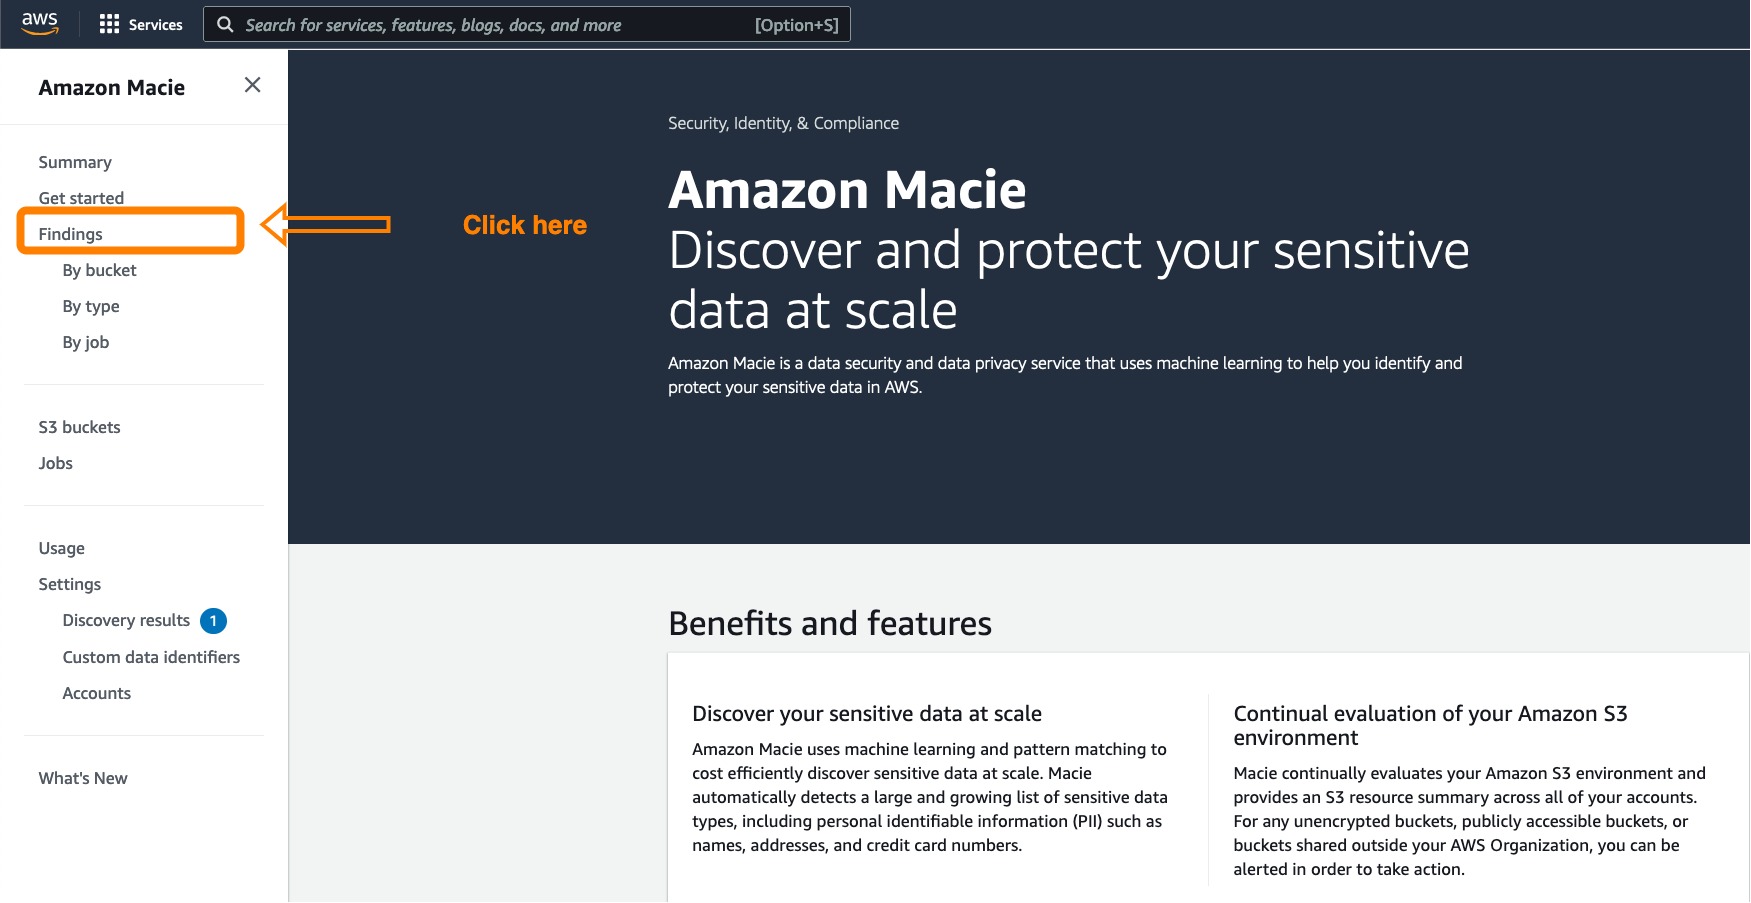 aws
Services
Search for services, features, blogs, docs, and more
[Option+S]
Amazon Macie
Summary
Get started
Findings
By bucket
By type
By job
S3 buckets
Jobs
Usage
Settings
Discovery results 1
Custom data identifiers
Accounts
What's New
Click here
Security, Identity, & Compliance
Amazon Macie
Discover and protect your sensitive
data at scale
Amazon Macie is a data security and data privacy service that uses machine learning to help you identify and
protect your sensitive data in AWS.
Benefits and features
Discover your sensitive data at scale
Amazon Macie uses machine learning and pattern matching to
cost efficiently discover sensitive data at scale. Macie
automatically detects a large and growing list of sensitive data
types, including personal identifiable information (PII) such as
names, addresses, and credit card numbers.
Continual evaluation of your Amazon S3
environment
Macie continually evaluates your Amazon S3 environment and
provides an S3 resource summary across all of your accounts.
For any unencrypted buckets, publicly accessible buckets, or
buckets shared outside your AWS Organization, you can be
alerted in order to take action.